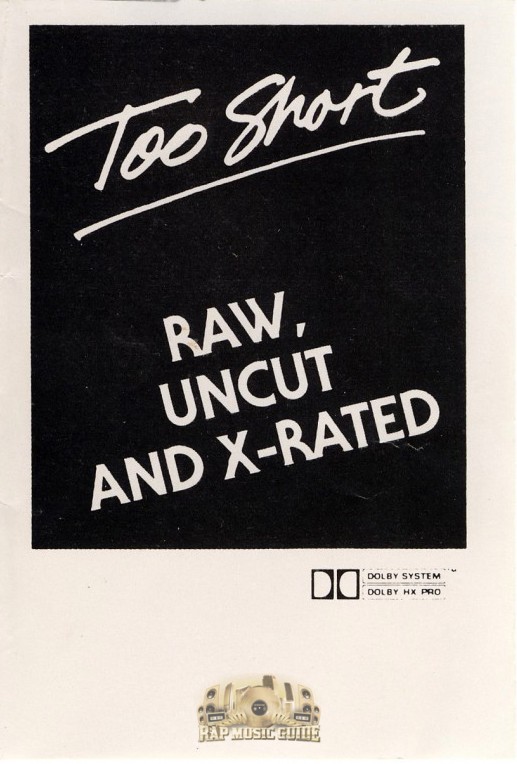 Too Short
RAW,
UNCUT
AND X-RATED
DOLBY SYSTEM
DOLBY HX PRO
RAP MUSIC GUIDE